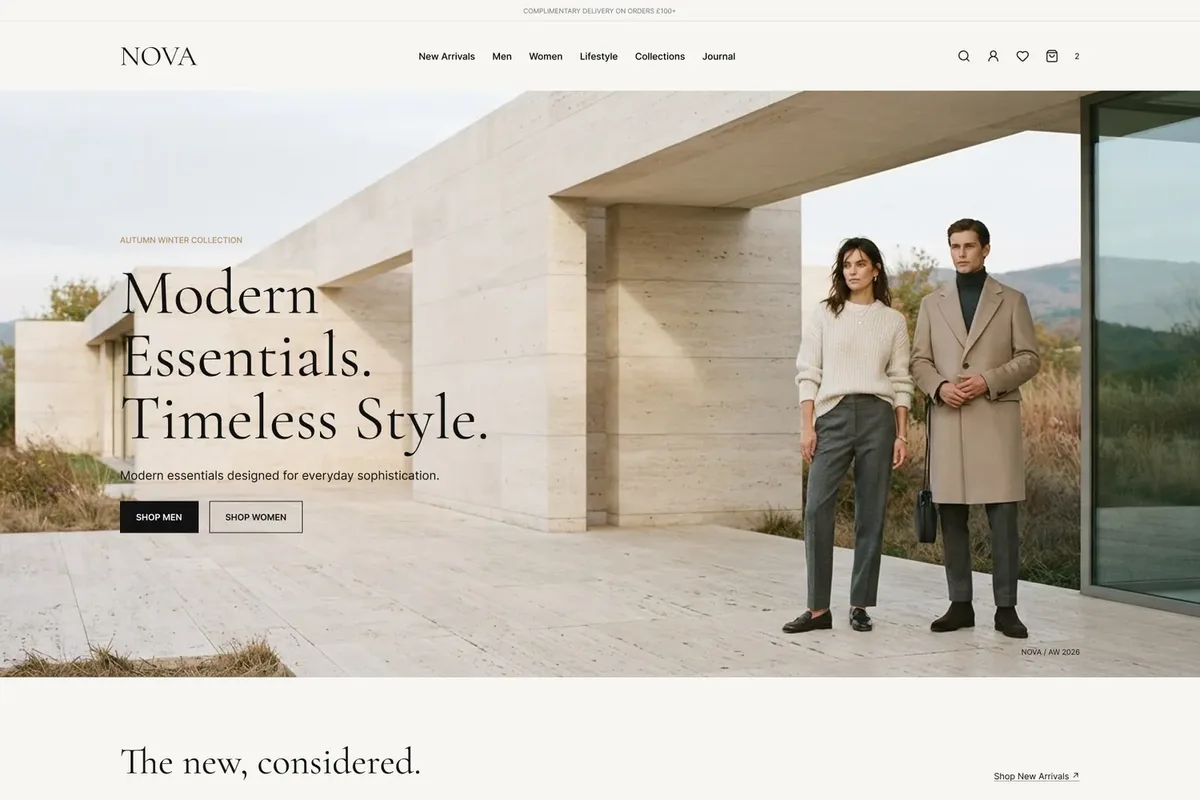 COMPLIMENTARY DELIVERY ON ORDERS £100+
NOVA
New Arrivals
Men
Women
Lifestyle
Collections
Journal
2
AUTUMN WINTER COLLECTION
Modern
Essentials.
Timeless Style.
Modern essentials designed for everyday sophistication.
SHOP MEN
SHOP WOMEN
NOVA / AW 2026
The new, considered.
Shop New Arrivals ↗